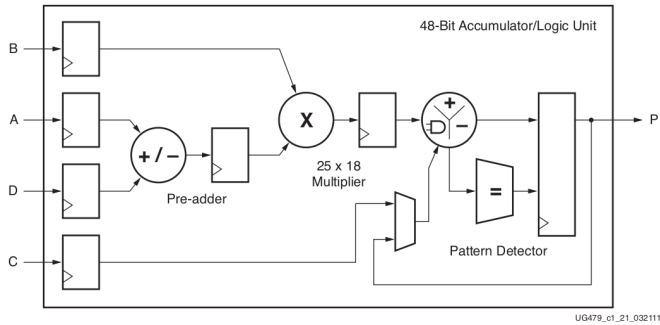 48-Bit Accumulator/Logic Unit
B
A
X
+
−
P
+ / −
25 x 18
Multiplier
D
Pre-adder
=
C
Pattern Detector
UG479_c1_21_032111